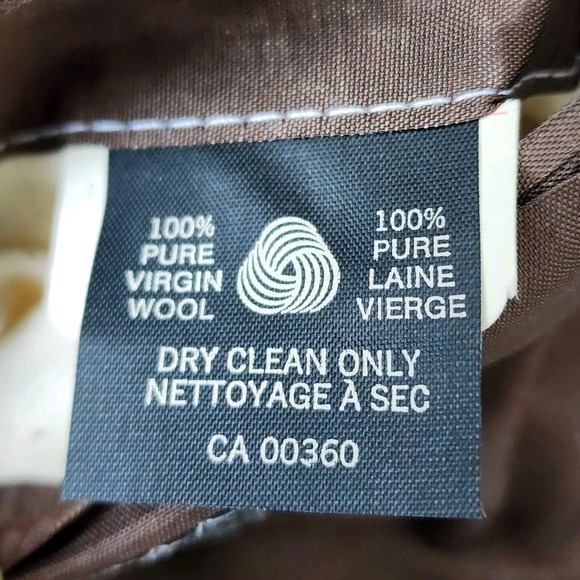 100%
PURE
VIRGIN
WOOL
100%
PURE
LAINE
VIERGE
DRY CLEAN ONLY
NETTOYAGE À SEC
CA 00360